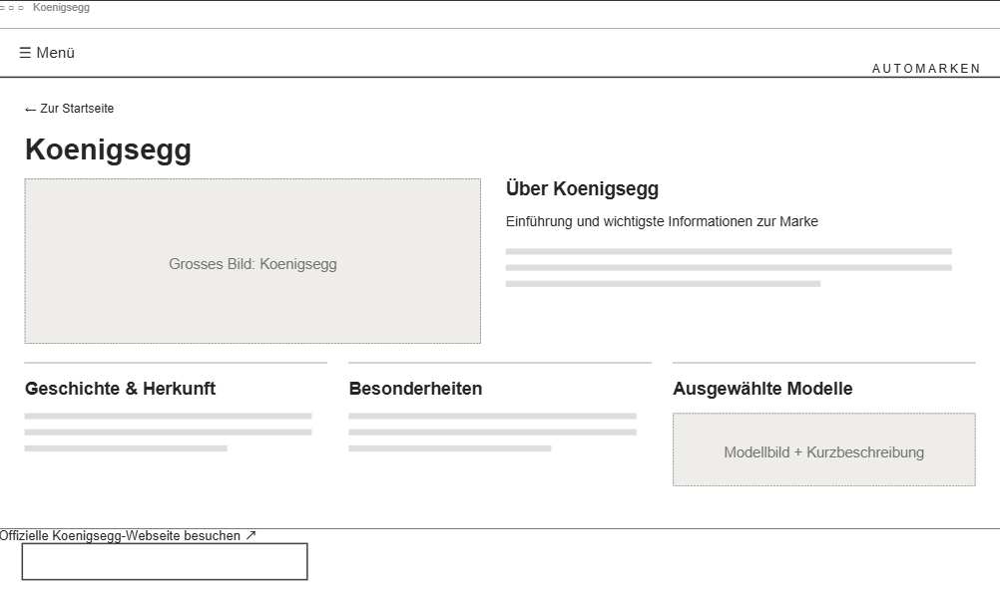 Koenigsegg
☰ Menü
AUTOMARKEN
← Zur Startseite
Koenigsegg
Grosses Bild: Koenigsegg
Über Koenigsegg
Einführung und wichtigste Informationen zur Marke
Geschichte & Herkunft
Besonderheiten
Ausgewählte Modelle
Modellbild + Kurzbeschreibung
Offizielle Koenigsegg-Webseite besuchen ↗